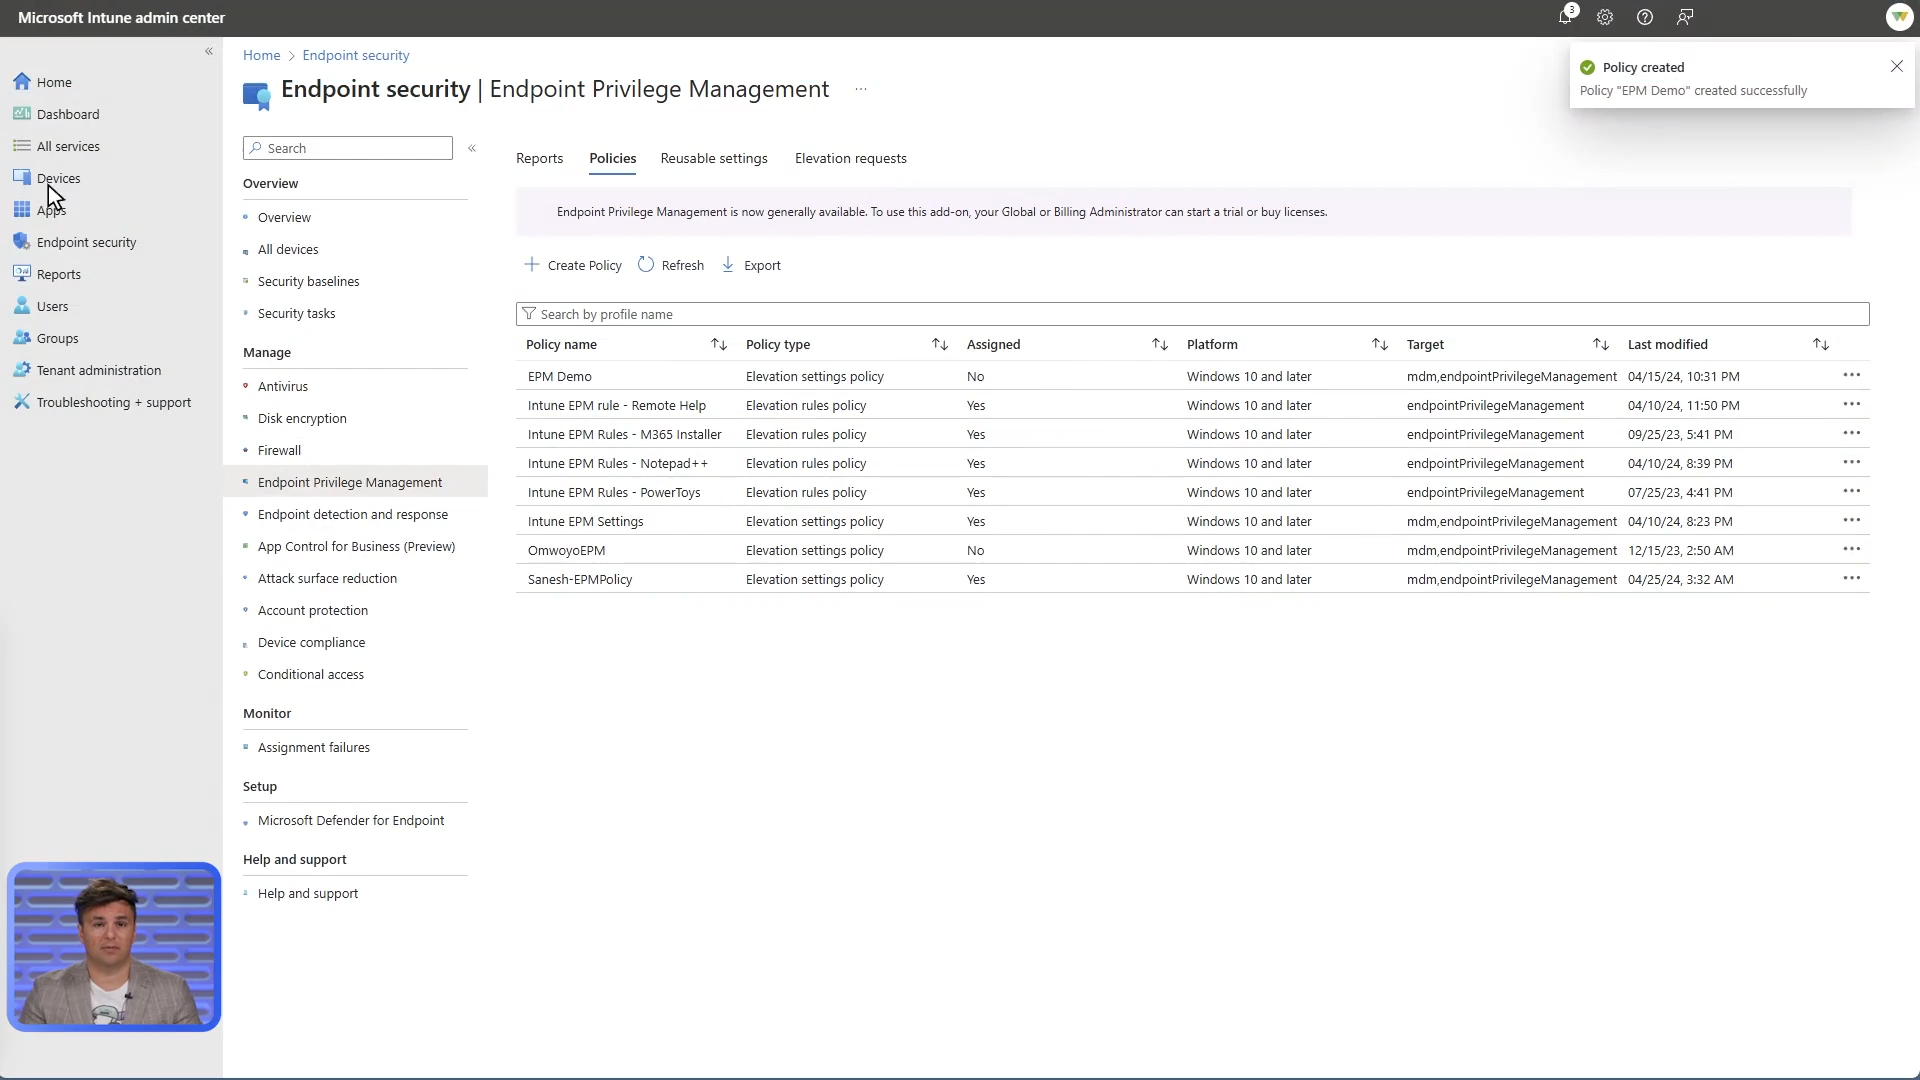 Microsoft Intune admin center
3
Home
Dashboard
All services
Devices
Apps
Endpoint security
Reports
Users
Groups
Tenant administration
Troubleshooting + support
Home > Endpoint security
Endpoint security | Endpoint Privilege Management ...
Policy created
Policy "EPM Demo" created successfully
Search
Overview
Overview
All devices
Security baselines
Security tasks
Manage
Antivirus
Disk encryption
Firewall
Endpoint Privilege Management
Endpoint detection and response
App Control for Business (Preview)
Attack surface reduction
Account protection
Device compliance
Conditional access
Monitor
Assignment failures
Setup
Microsoft Defender for Endpoint
Help and support
Help and support
Reports Policies Reusable settings Elevation requests
Endpoint Privilege Management is now generally available. To use this add-on, your Global or Billing Administrator can start a trial or buy licenses.
Create Policy Refresh Export
Search by profile name
Policy name Policy type Assigned Platform Target Last modified
EPM Demo Elevation settings policy No Windows 10 and later mdm,endpointPrivilegeManagement 04/15/24, 10:31 PM
Intune EPM rule - Remote Help Elevation rules policy Yes Windows 10 and later endpointPrivilegeManagement 04/10/24, 11:50 PM
Intune EPM Rules - M365 Installer Elevation rules policy Yes Windows 10 and later endpointPrivilegeManagement 09/25/23, 5:41 PM
Intune EPM Rules - Notepad++ Elevation rules policy Yes Windows 10 and later endpointPrivilegeManagement 04/10/24, 8:39 PM
Intune EPM Rules - PowerToys Elevation rules policy Yes Windows 10 and later endpointPrivilegeManagement 07/25/23, 4:41 PM
Intune EPM Settings Elevation settings policy Yes Windows 10 and later mdm,endpointPrivilegeManagement 04/10/24, 8:23 PM
OmwoyoEPM Elevation settings policy No Windows 10 and later mdm,endpointPrivilegeManagement 12/15/23, 2:50 AM
Sanesh-EPMPolicy Elevation settings policy Yes Windows 10 and later mdm,endpointPrivilegeManagement 04/25/24, 3:32 AM